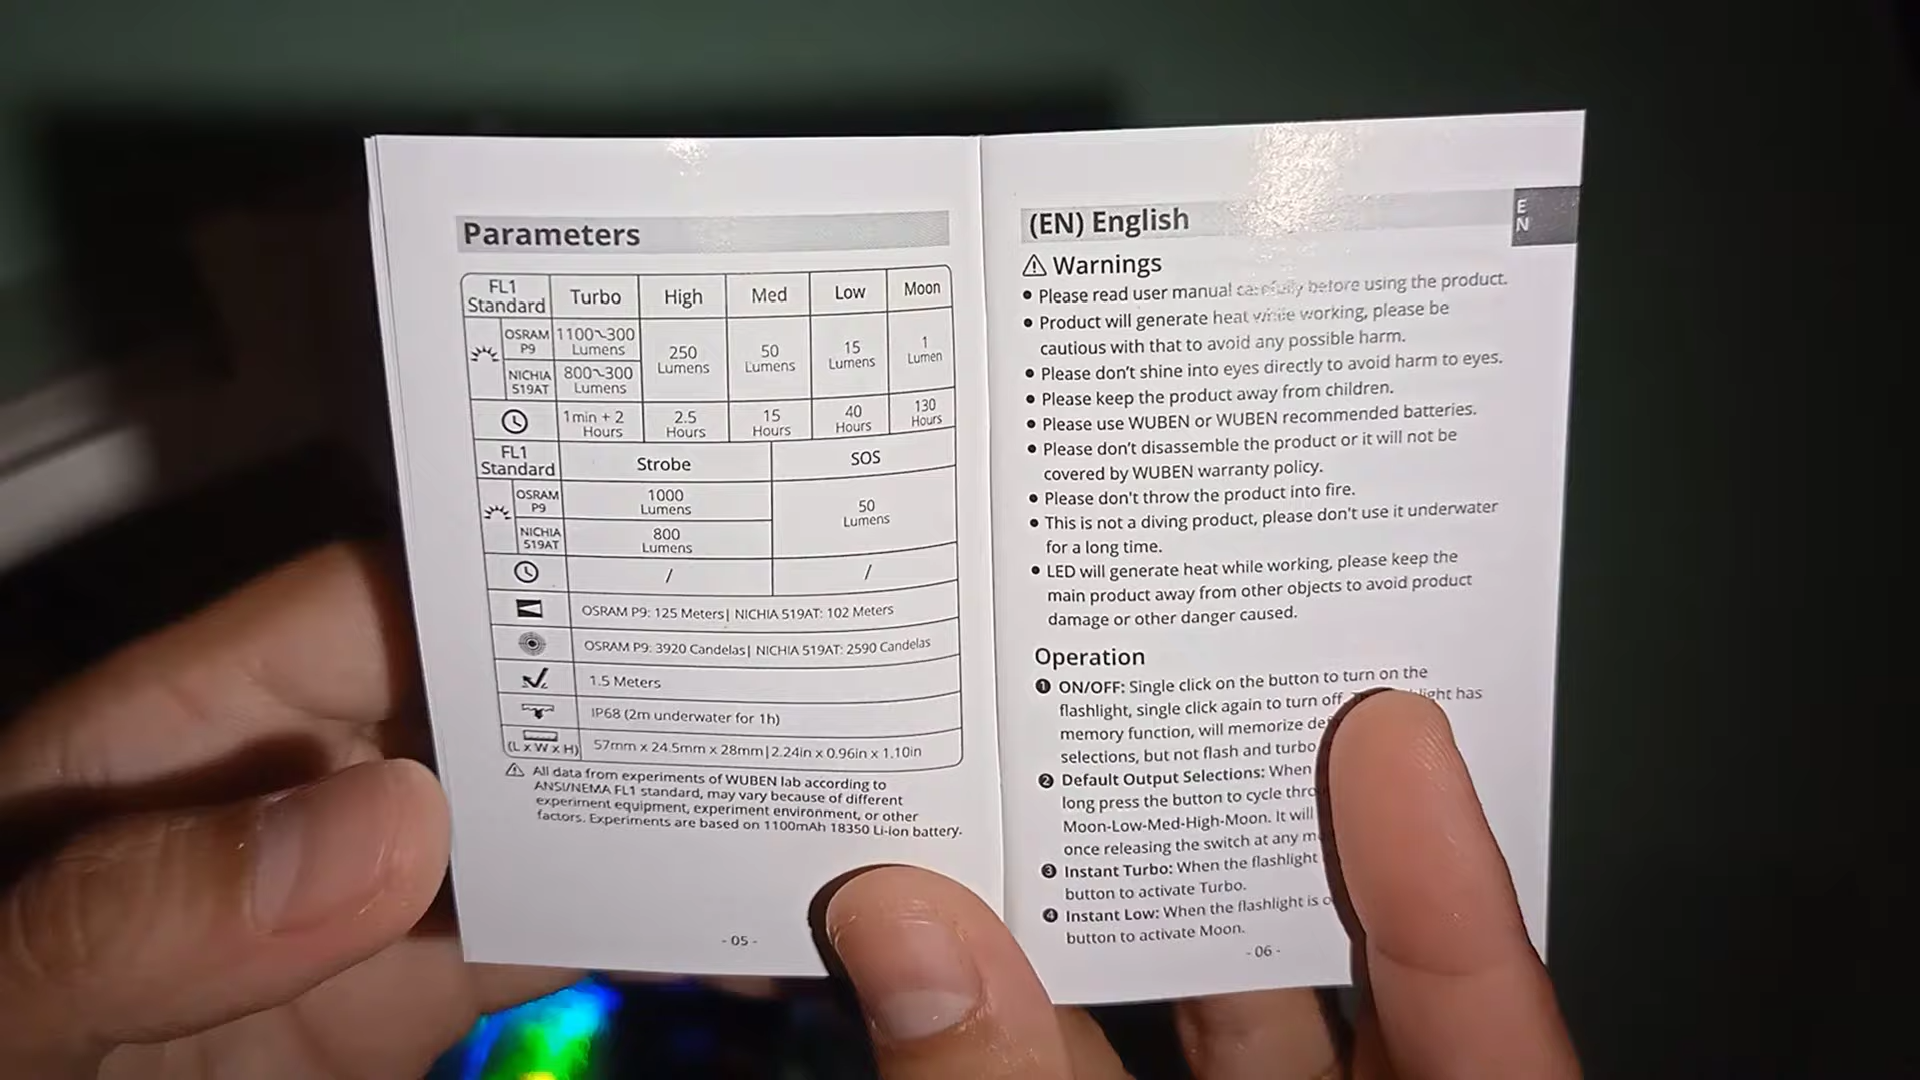 Parameters
FL1 Standard Turbo High Med Low Moon
OSRAM P9 1100~300 Lumens 250 Lumens 50 Lumens 15 Lumens 1 Lumen
NICHIA 519AT 800~300 Lumens
1min + 2 Hours 2.5 Hours 15 Hours 40 Hours 130 Hours
FL1 Standard Strobe SOS
OSRAM P9 1000 Lumens 50 Lumens
NICHIA 519AT 800 Lumens
/ /
OSRAM P9: 125 Meters| NICHIA 519AT: 102 Meters
OSRAM P9: 3920 Candelas| NICHIA 519AT: 2590 Candelas
1.5 Meters
IP68 (2m underwater for 1h)
(L x W x H) 57mm x 24.5mm x 28mm|2.24in x 0.96in x 1.10in
⚠ All data from experiments of WUBEN lab according to
ANSI/NEMA FL1 standard, may vary because of different
experiment equipment, experiment environment, or other
factors. Experiments are based on 1100mAh 18350 Li-ion battery.
- 05 -
(EN) English
EN
⚠ Warnings
• Please read user manual carefully before using the product.
• Product will generate heat while working, please be
cautious with that to avoid any possible harm.
• Please don't shine into eyes directly to avoid harm to eyes.
• Please keep the product away from children.
• Please use WUBEN or WUBEN recommended batteries.
• Please don't disassemble the product or it will not be
covered by WUBEN warranty policy.
• Please don't throw the product into fire.
• This is not a diving product, please don't use it underwater
for a long time.
• LED will generate heat while working, please keep the
main product away from other objects to avoid product
damage or other danger caused.
Operation
❶ ON/OFF: Single click on the button to turn on the
flashlight, single click again to turn off. has
memory function, will memorize
selections, but not flash and turbo
❷ Default Output Selections: When
long press the button to cycle
Moon-Low-Med-High-Moon. It will
once releasing the switch at any
❸ Instant Turbo: When the flashlight
button to activate Turbo.
❹ Instant Low: When the flashlight is
button to activate Moon.
- 06 -